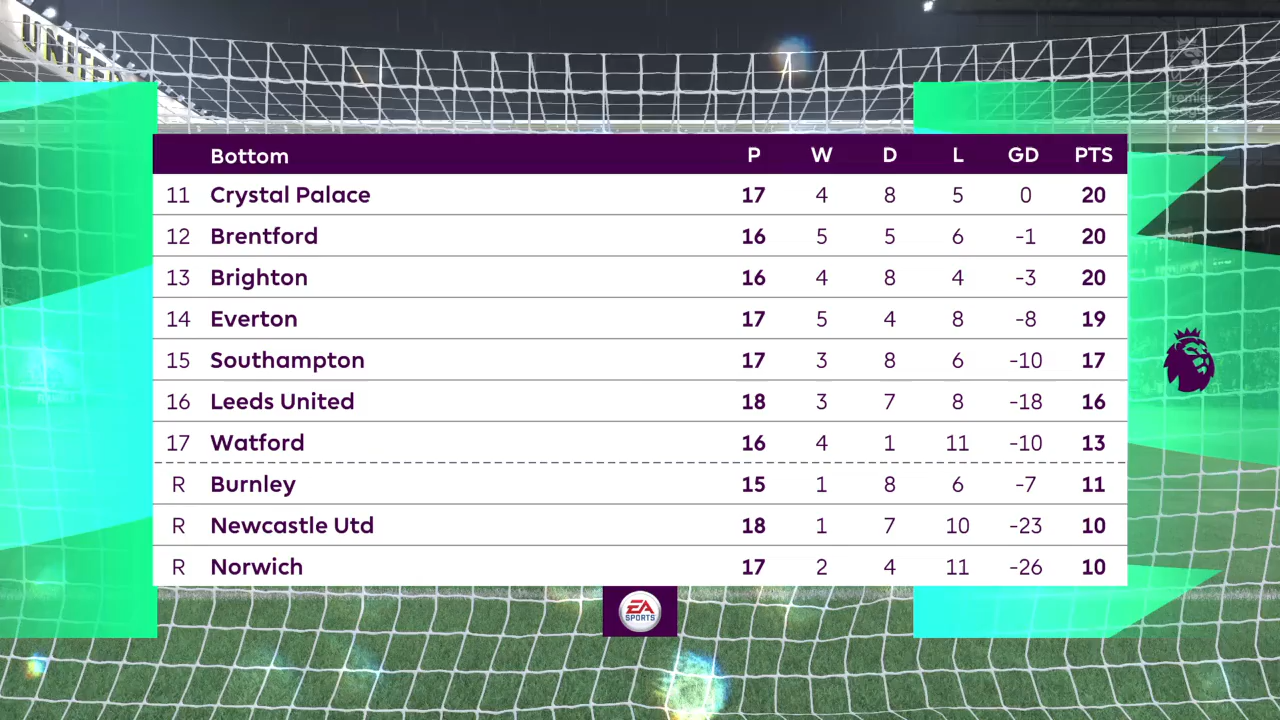 Bottom P W D L GD PTS
11 Crystal Palace 17 4 8 5 0 20
12 Brentford 16 5 5 6 -1 20
13 Brighton 16 4 8 4 -3 20
14 Everton 17 5 4 8 -8 19
15 Southampton 17 3 8 6 -10 17
16 Leeds United 18 3 7 8 -18 16
17 Watford 16 4 1 11 -10 13
R Burnley 15 1 8 6 -7 11
R Newcastle Utd 18 1 7 10 -23 10
R Norwich 17 2 4 11 -26 10
EA
SPORTS